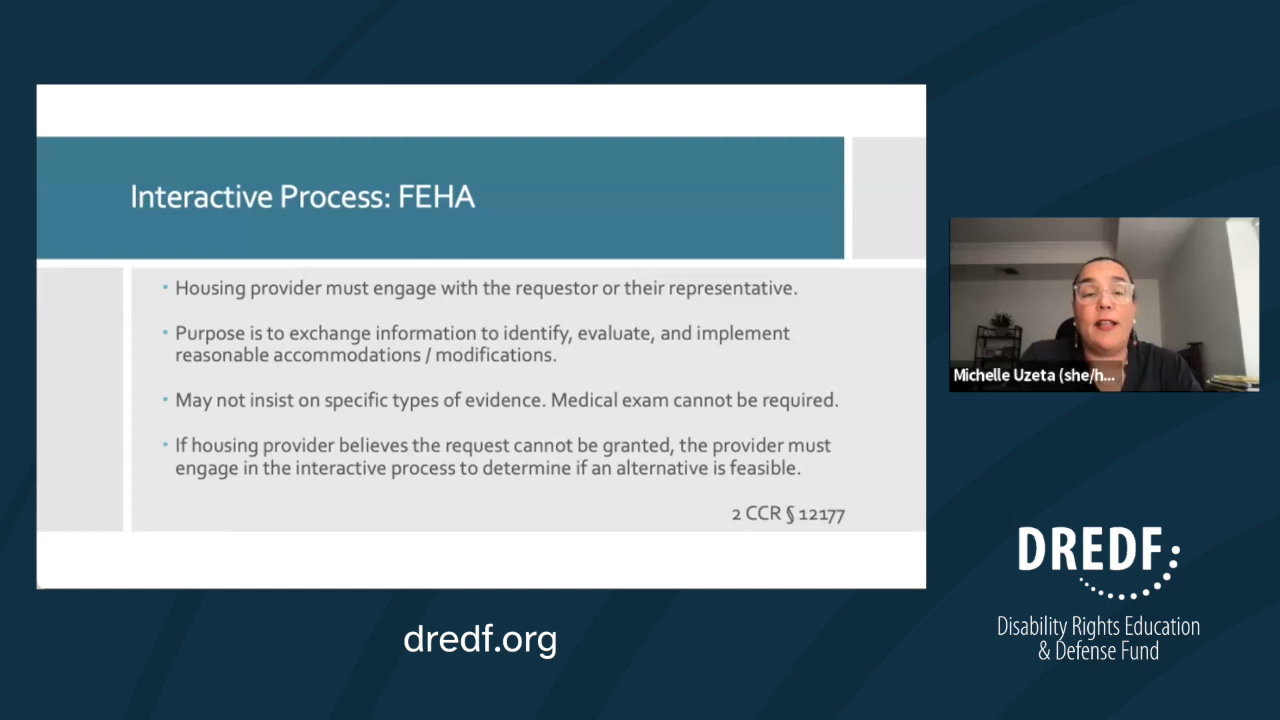 Interactive Process: FEHA
• Housing provider must engage with the requestor or their representative.
• Purpose is to exchange information to identify, evaluate, and implement
reasonable accommodations / modifications.
• May not insist on specific types of evidence. Medical exam cannot be required.
• If housing provider believes the request cannot be granted, the provider must
engage in the interactive process to determine if an alternative is feasible.
2 CCR § 12177
Michelle Uzeta (she/h...
dredf.org
DREDF
Disability Rights Education
& Defense Fund